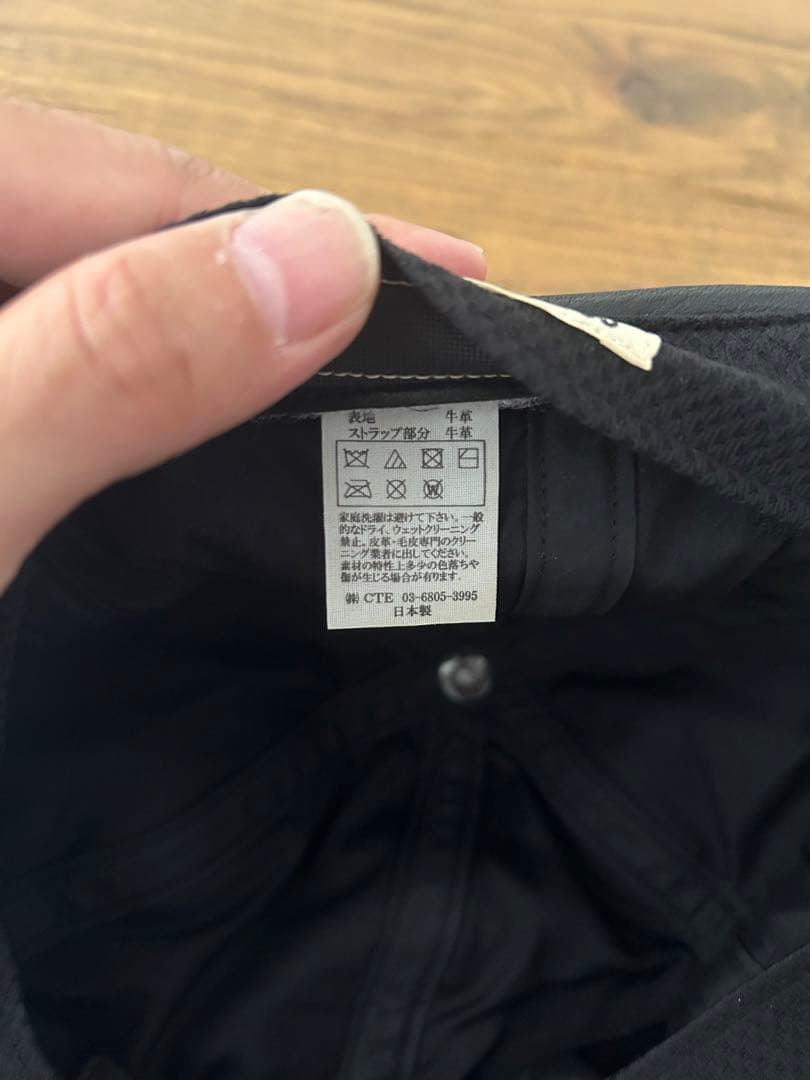 表地 牛革
ストラップ部分 牛革
家庭洗濯は避けて下さい。一般
的なドライ、ウェットクリーニング
禁止。皮革・毛皮専門のクリー
ニング業者に出してください。
素材の特性上多少の色落ちや
傷が生じる場合が有ります。
㈱ CTE 03-6805-3995
日本製